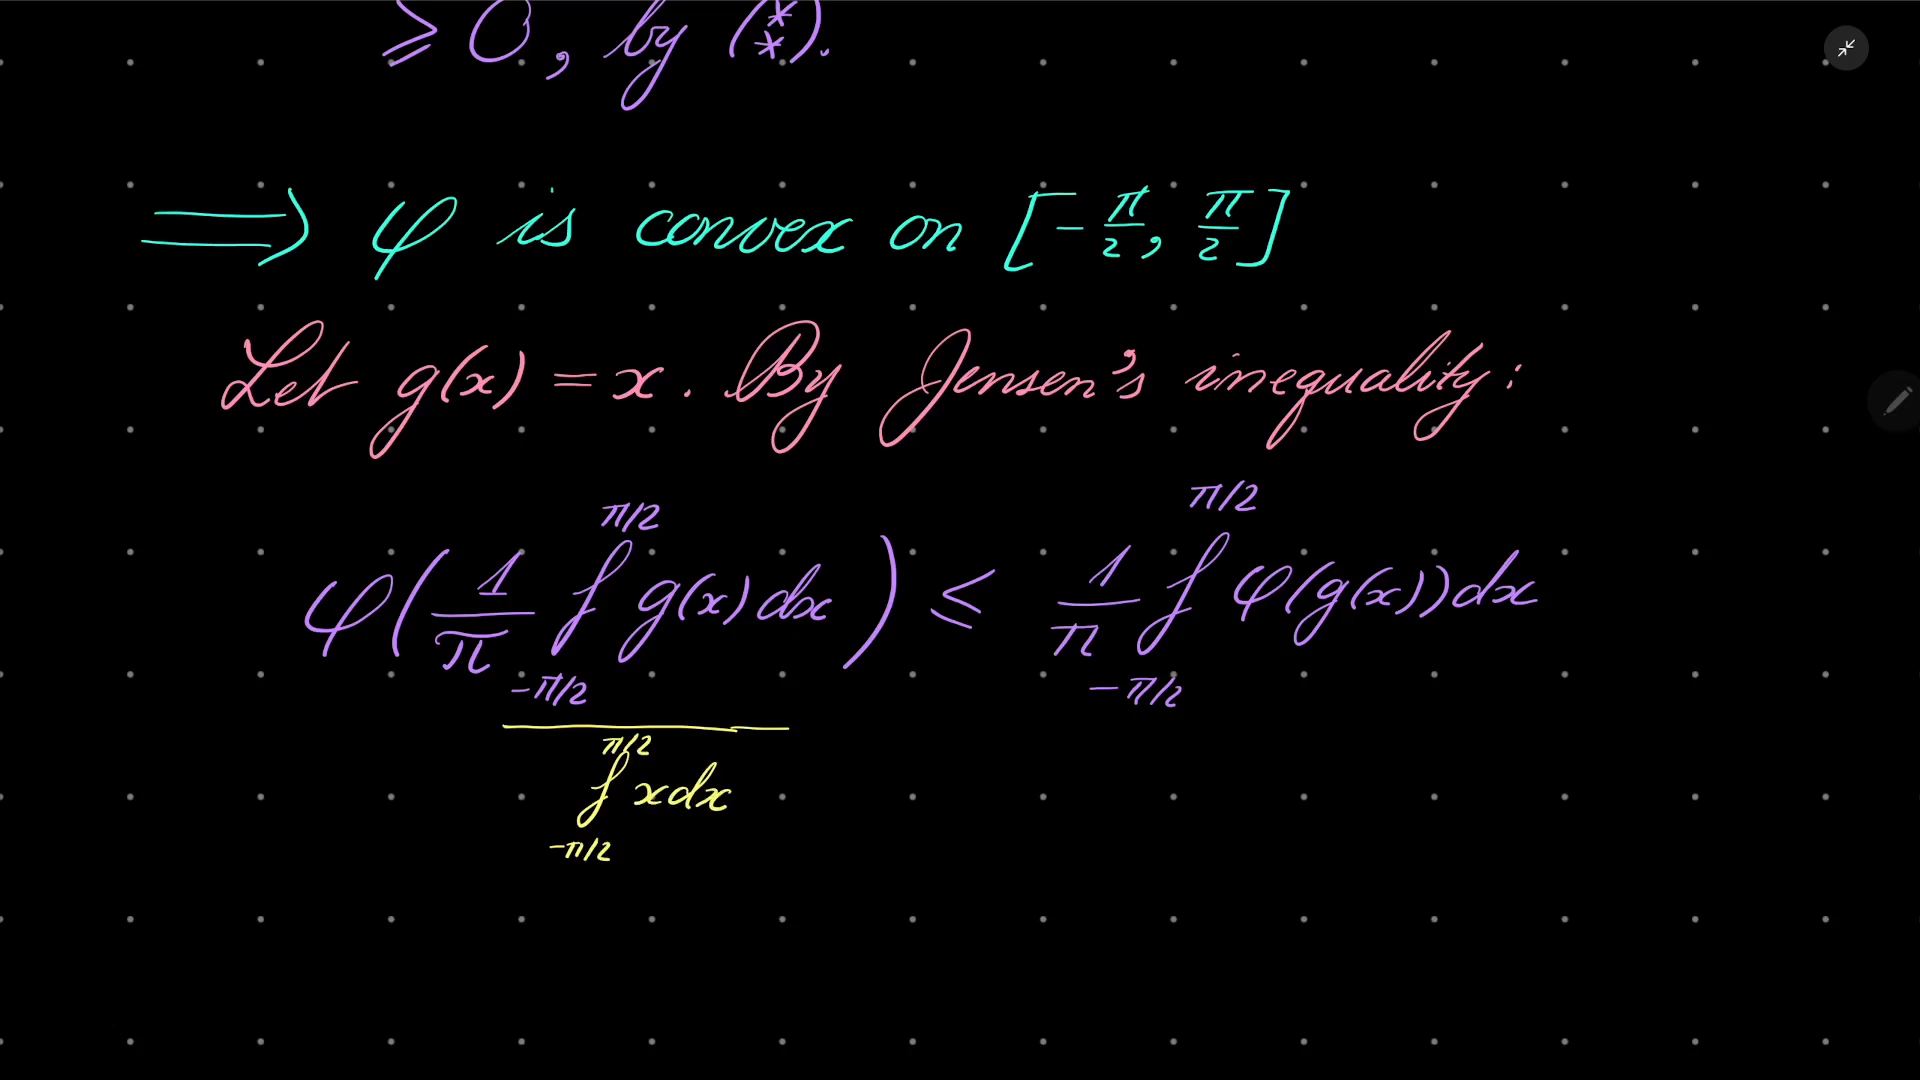 ≥ 0, by (**).
⟹ φ is convex on [-π/2, π/2]
Let g(x) = x. By Jensen's inequality:
φ(1/π ∫_{-π/2}^{π/2} g(x)dx) ≤ 1/π ∫_{-π/2}^{π/2} φ(g(x))dx
∫_{-π/2}^{π/2} xdx